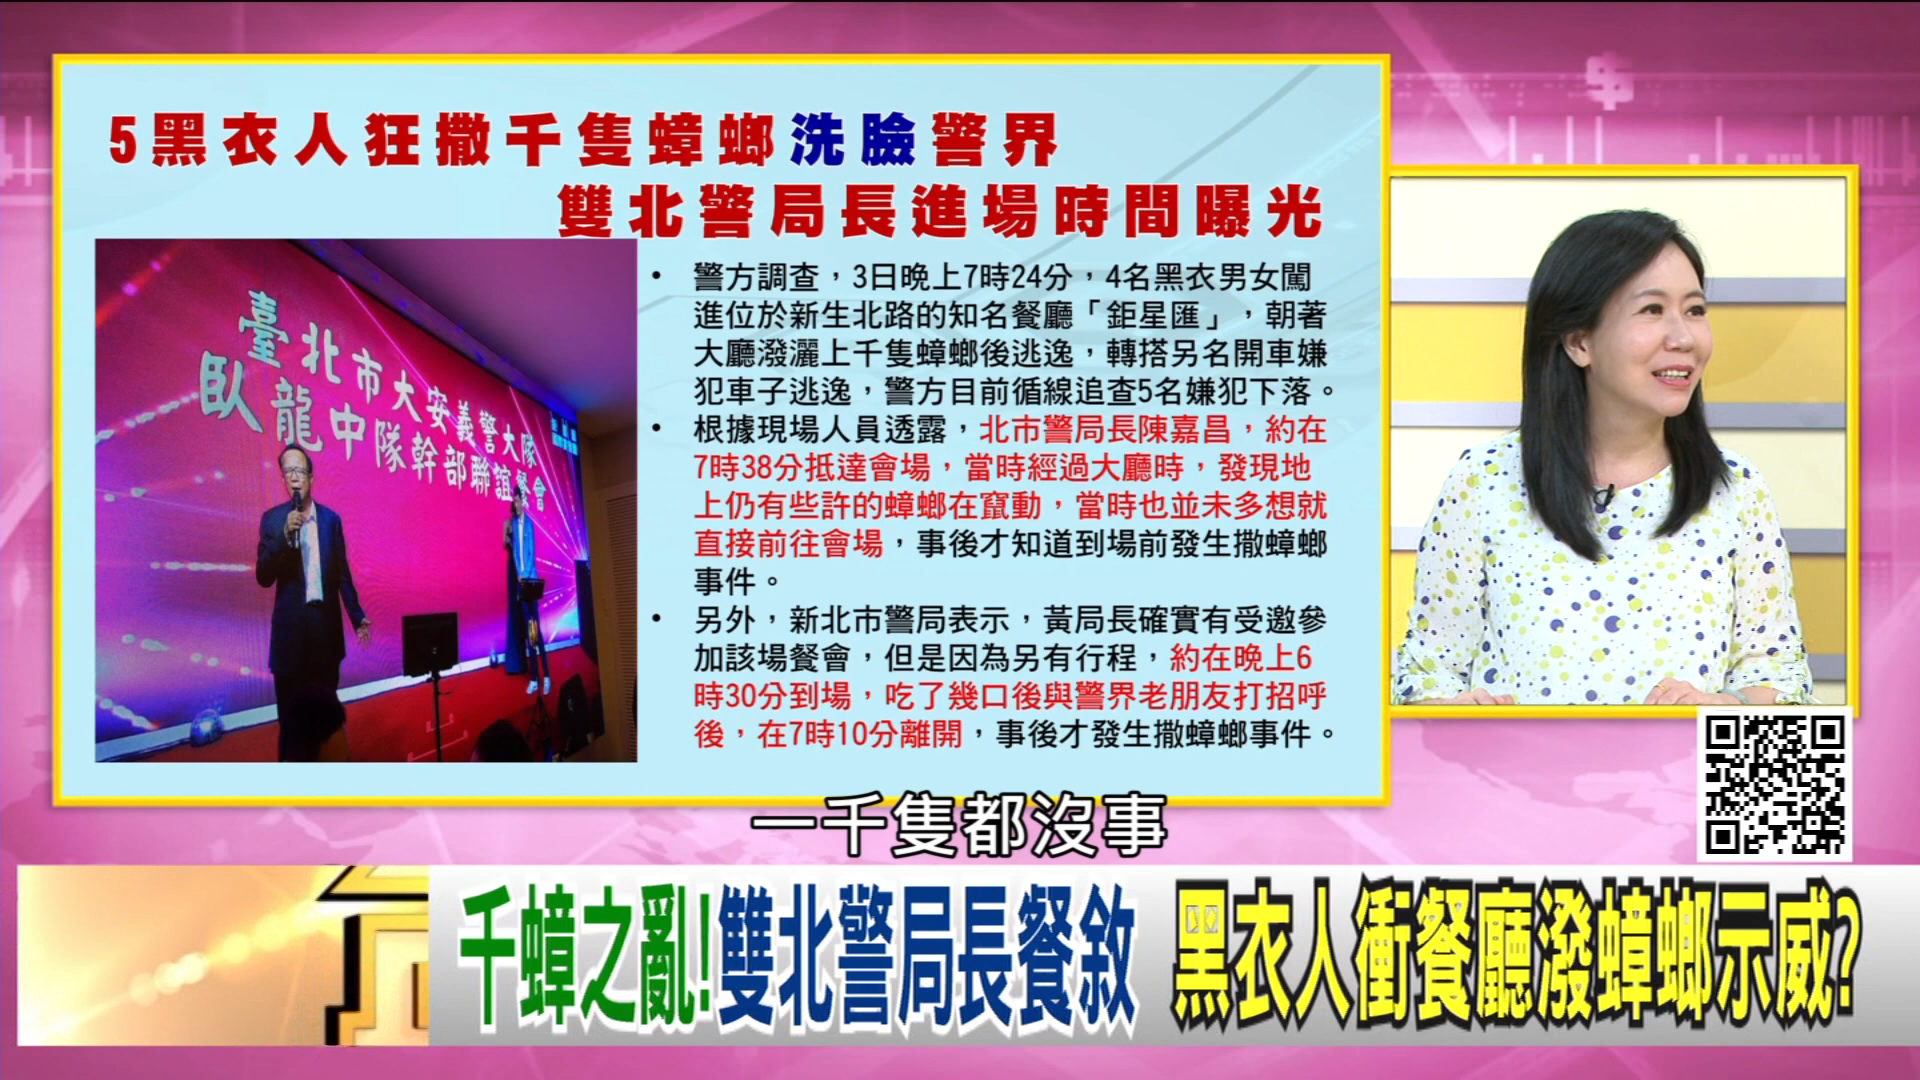 5黑衣人狂撒千隻蟑螂洗臉警界
雙北警局長進場時間曝光
臺北市大安義警大隊
臥龍中隊幹部聯誼餐會
• 警方調查，3日晚上7時24分，4名黑衣男女闖
進位於新生北路的知名餐廳「鉅星匯」，朝著
大廳潑灑上千隻蟑螂後逃逸，轉搭另名開車嫌
犯車子逃逸，警方目前循線追查5名嫌犯下落。
• 根據現場人員透露，北市警局長陳嘉昌，約在
7時38分抵達會場，當時經過大廳時，發現地
上仍有些許的蟑螂在竄動，當時也並未多想就
直接前往會場，事後才知道到場前發生撒蟑螂
事件。
• 另外，新北市警局表示，黃局長確實有受邀參
加該場餐會，但是因為另有行程，約在晚上6
時30分到場，吃了幾口後與警界老朋友打招呼
後，在7時10分離開，事後才發生撒蟑螂事件。
一千隻都沒事
千蟑之亂!雙北警局長餐敘 黑衣人衝餐廳潑蟑螂示威?